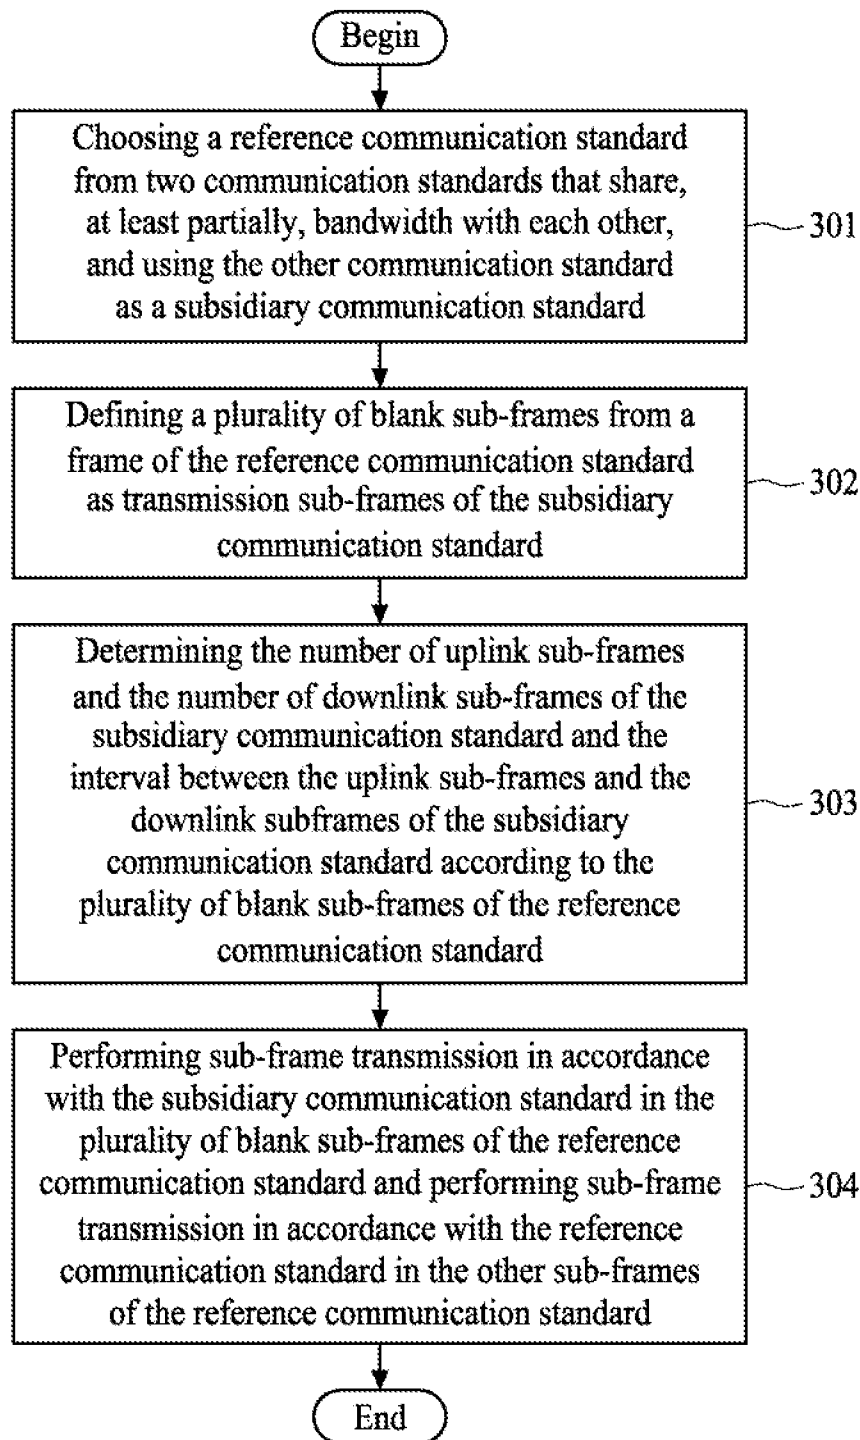 Begin
Choosing a reference communication standard
from two communication standards that share,
at least partially, bandwidth with each other,
and using the other communication standard
as a subsidiary communication standard
301
Defining a plurality of blank sub-frames from a
frame of the reference communication standard
as transmission sub-frames of the subsidiary
communication standard
302
Determining the number of uplink sub-frames
and the number of downlink sub-frames of the
subsidiary communication standard and the
interval between the uplink sub-frames and the
downlink subframes of the subsidiary
communication standard according to the
plurality of blank sub-frames of the reference
communication standard
303
Performing sub-frame transmission in accordance
with the subsidiary communication standard in the
plurality of blank sub-frames of the reference
communication standard and performing sub-frame
transmission in accordance with the reference
communication standard in the other sub-frames
of the reference communication standard
304
End